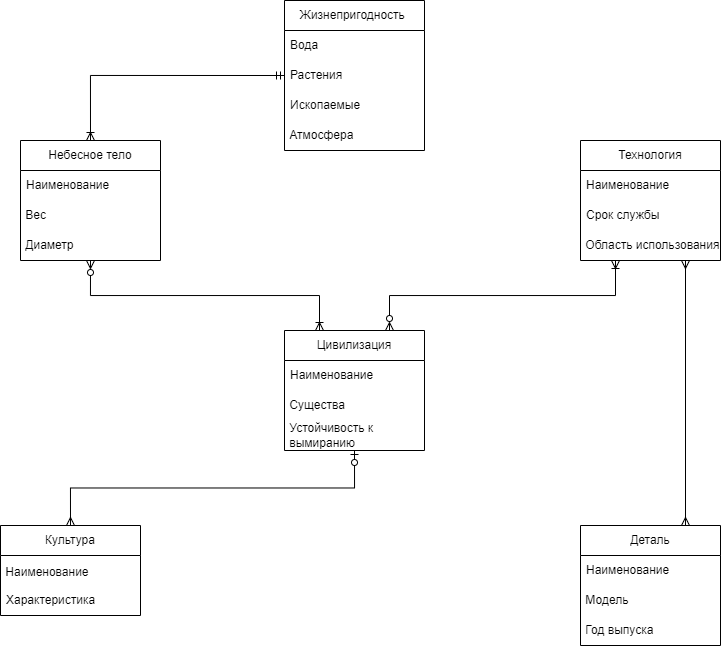 Жизнепригодность
Вода
Растения
Ископаемые
Атмосфера
Небесное тело
Наименование
Вес
Диаметр
Технология
Наименование
Срок службы
Область использования
Цивилизация
Наименование
Существа
Устойчивость к
вымиранию
Культура
Наименование
Характеристика
Деталь
Наименование
Модель
Год выпуска